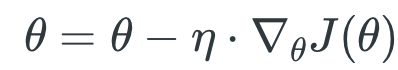 θ = θ − η · ∇_θ J(θ)